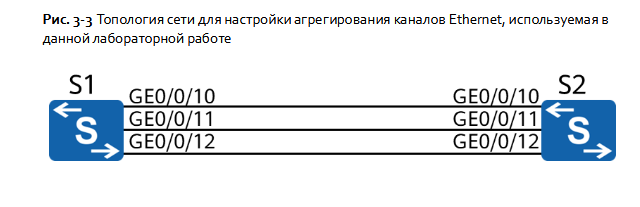 Рис. 3-3 Топология сети для настройки агрегирования каналов Ethernet, используемая в
данной лабораторной работе
S1 S2
GE0/0/10 GE0/0/10
GE0/0/11 GE0/0/11
S S
GE0/0/12 GE0/0/12